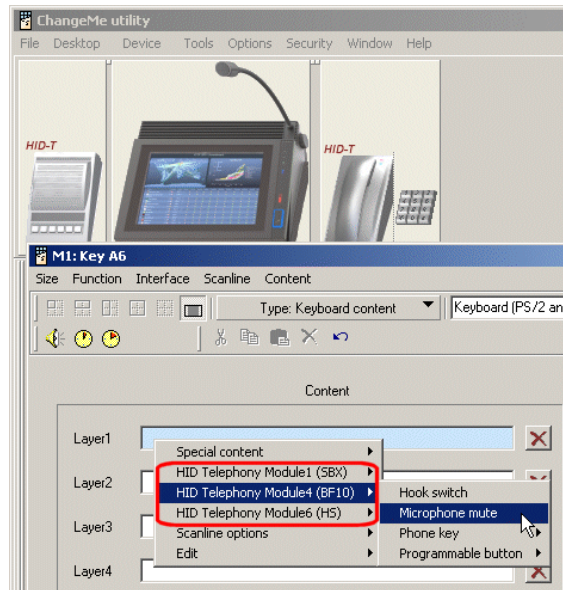 ChangeMe utility
File Desktop Device Tools Options Security Window Help
HID-T
HID-T
M1: Key A6
Size Function Interface Scanline Content
Type: Keyboard content Keyboard (PS/2 an
Content
Layer1
Special content
HID Telephony Module1 (SBX)
Layer2
HID Telephony Module4 (BF10) Hook switch
HID Telephony Module6 (HS) Microphone mute
Layer3
Scanline options Phone key
Edit Programmable button
Layer4